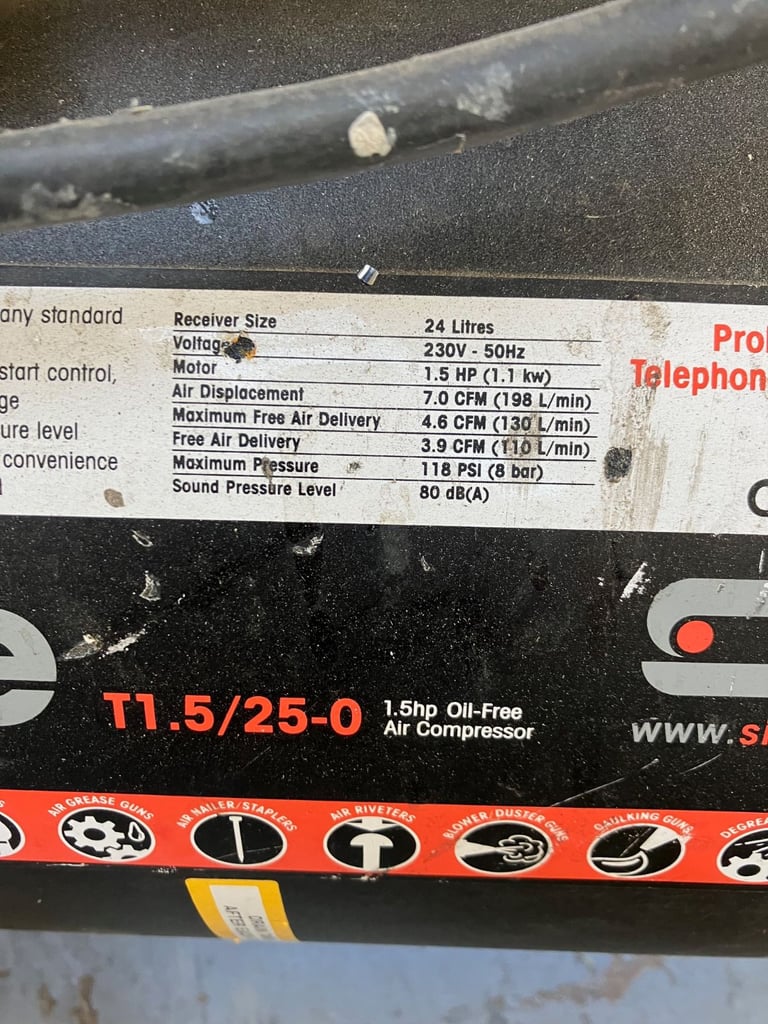 any standard
start control,
ge
ure level
convenience
Receiver Size 24 Litres
Voltage 230V - 50Hz
Motor 1.5 HP (1.1 kw)
Air Displacement 7.0 CFM (198 L/min)
Maximum Free Air Delivery 4.6 CFM (130 L/min)
Free Air Delivery 3.9 CFM (110 L/min)
Maximum Pressure 118 PSI (8 bar)
Sound Pressure Level 80 dB(A)
Pro
Telephon
e
T1.5/25-0 1.5hp Oil-Free
Air Compressor
www.si
AIR GREASE GUNS
AIR NAILER/STAPLERS
AIR RIVETERS
BLOWER/DUSTER GUNS
CAULKING GUNS
DEGREA
DRAIN
AFTER